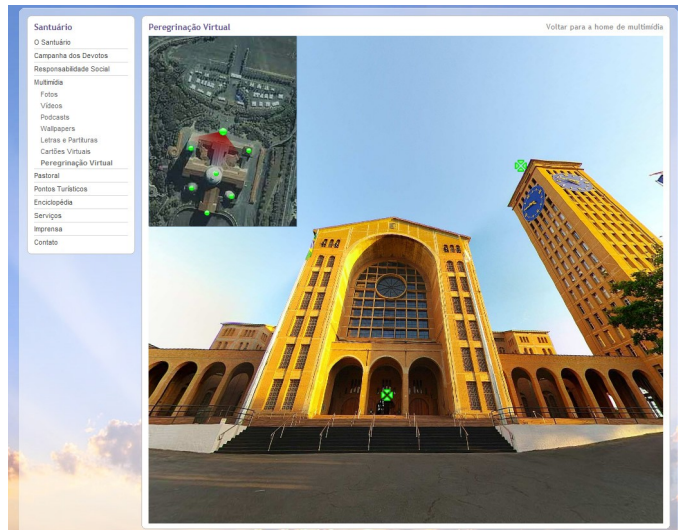 Santuário
O Santuário
Campanha dos Devotos
Responsabilidade Social
Multimídia
Fotos
Vídeos
Podcasts
Wallpapers
Letras e Partituras
Cartões Virtuais
Peregrinação Virtual
Pastoral
Pontos Turísticos
Enciclopédia
Serviços
Imprensa
Contato
Peregrinação Virtual
Voltar para a home de multimídia